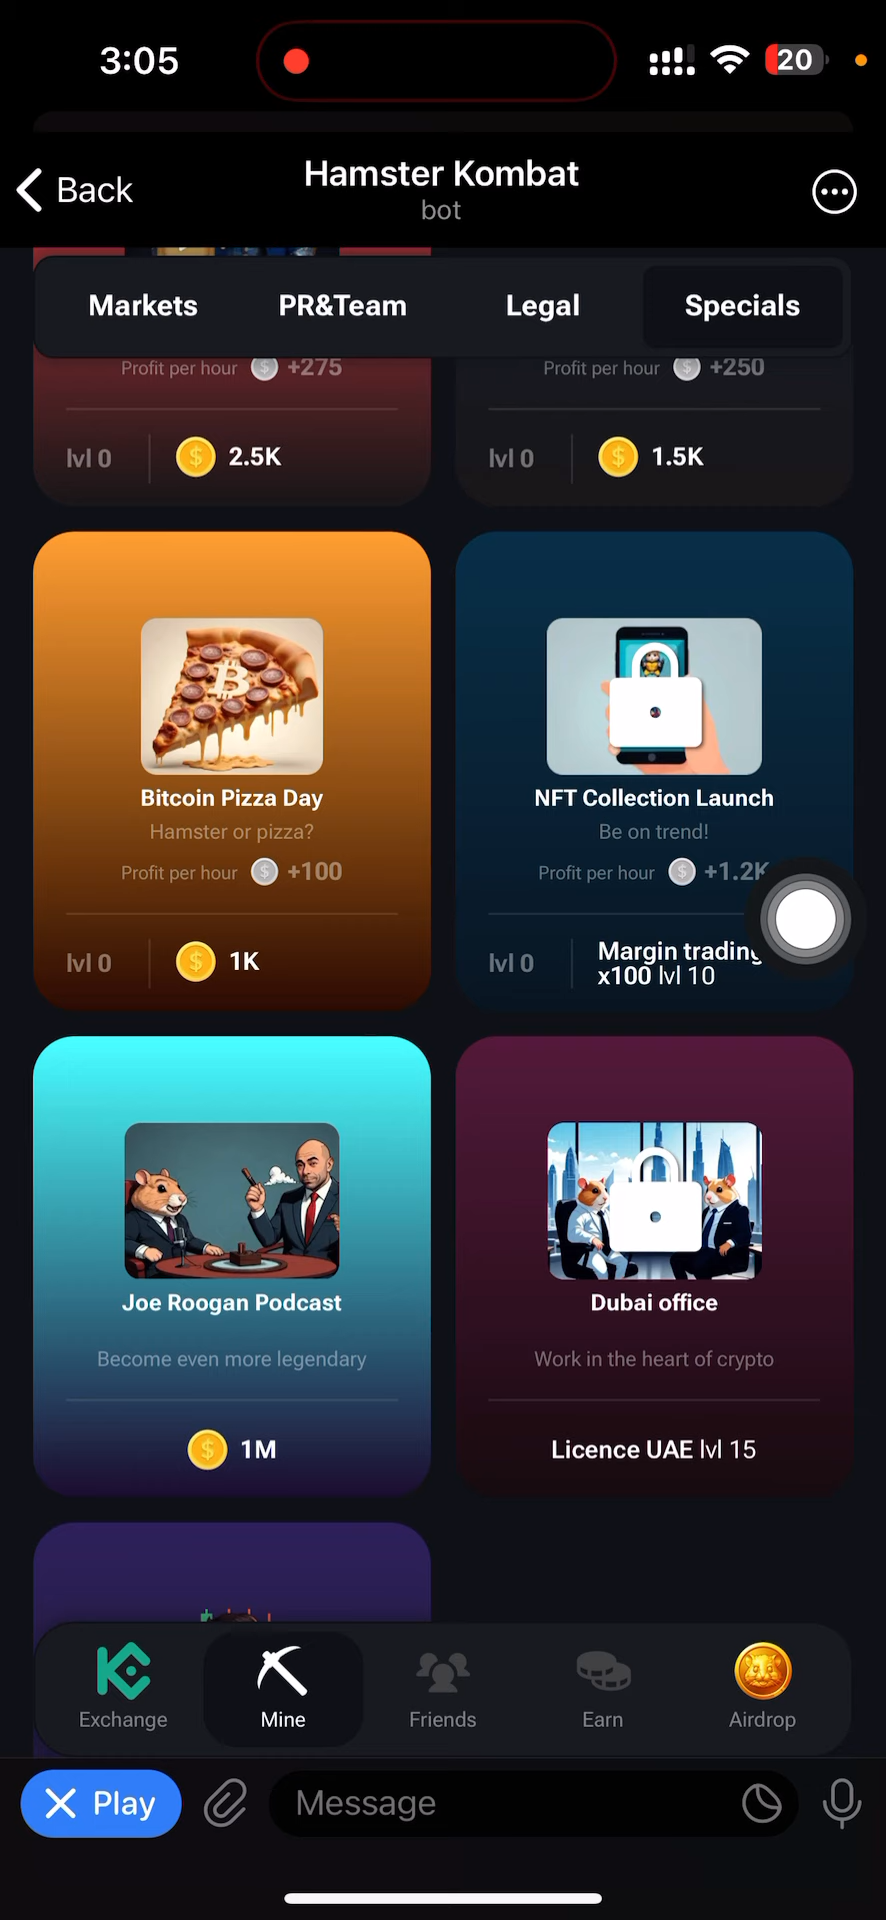 3:05
20
Back
Hamster Kombat
bot
Markets
PR&Team
Legal
Specials
Profit per hour
+275
Profit per hour
+250
lvl 0
2.5K
lvl 0
1.5K
Bitcoin Pizza Day
Hamster or pizza?
Profit per hour
+100
lvl 0
1K
NFT Collection Launch
Be on trend!
Profit per hour
+1.2K
lvl 0
Margin trading
x100 lvl 10
Joe Roogan Podcast
Become even more legendary
1M
Dubai office
Work in the heart of crypto
Licence UAE lvl 15
Exchange
Mine
Friends
Earn
Airdrop
Play
Message